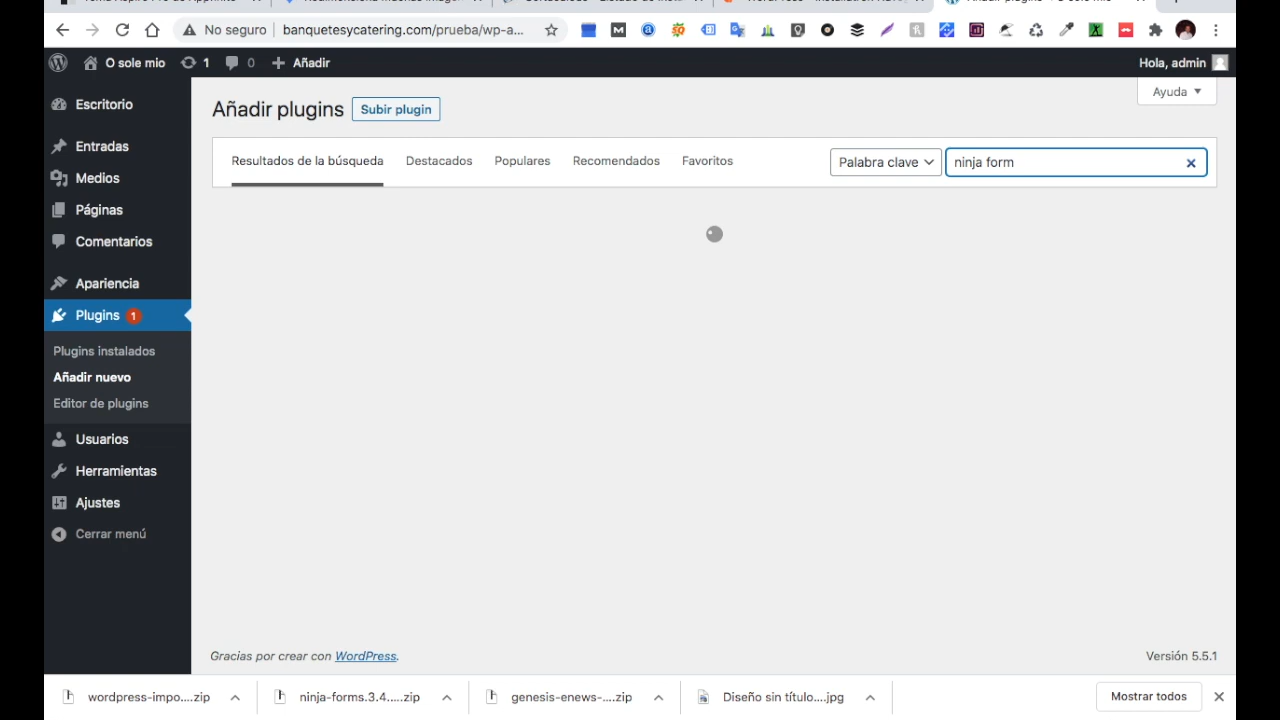 No seguro
banquetesycatering.com/prueba/wp-a...
O sole mio
1
0
Añadir
Hola, admin
Ayuda
Escritorio
Entradas
Medios
Páginas
Comentarios
Apariencia
Plugins 1
Plugins instalados
Añadir nuevo
Editor de plugins
Usuarios
Herramientas
Ajustes
Cerrar menú
Añadir plugins
Subir plugin
Resultados de la búsqueda
Destacados
Populares
Recomendados
Favoritos
Palabra clave
ninja form
Gracias por crear con WordPress.
Versión 5.5.1
wordpress-impo....zip
ninja-forms.3.4.....zip
genesis-enews-....zip
Diseño sin título....jpg
Mostrar todos